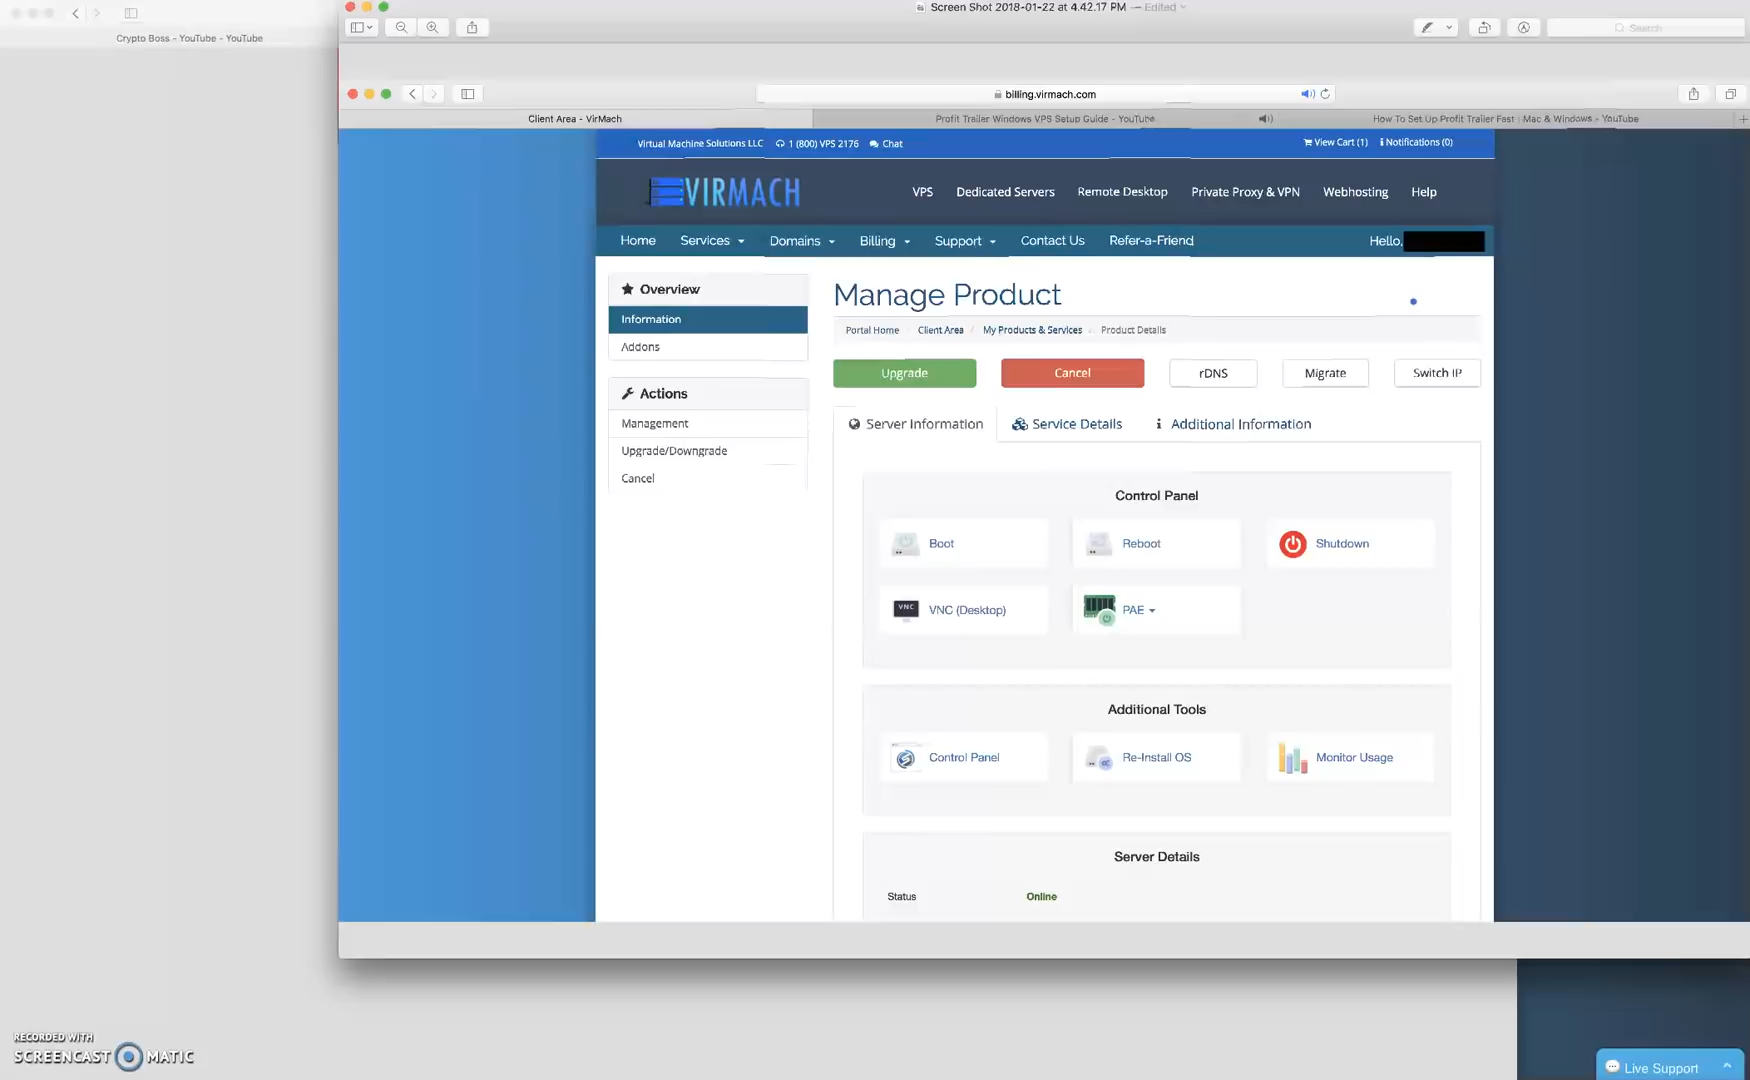 Screen Shot 2018-01-22 at 4.42.17 PM — Edited
Crypto Boss - YouTube - YouTube
Search
billing.virmach.com
Client Area - VirMach
Profit Trailer Windows VPS Setup Guide - YouTube
How To Set Up Profit Trailer Fast | Mac & Windows - YouTube
Virtual Machine Solutions LLC 1 (800) VPS 2176 Chat
View Cart (1) Notifications (0)
VIRMACH
VPS Dedicated Servers Remote Desktop Private Proxy & VPN Webhosting Help
Home Services Domains Billing Support Contact Us Refer-a-Friend Hello,
Overview
Information
Addons
Actions
Management
Upgrade/Downgrade
Cancel
Manage Product
Portal Home / Client Area / My Products & Services / Product Details
Upgrade Cancel rDNS Migrate Switch IP
Server Information Service Details Additional Information
Control Panel
Boot Reboot Shutdown
VNC VNC (Desktop) PAE
Additional Tools
Control Panel Re-Install OS Monitor Usage
Server Details
Status Online
RECORDED WITH
SCREENCAST MATIC
Live Support